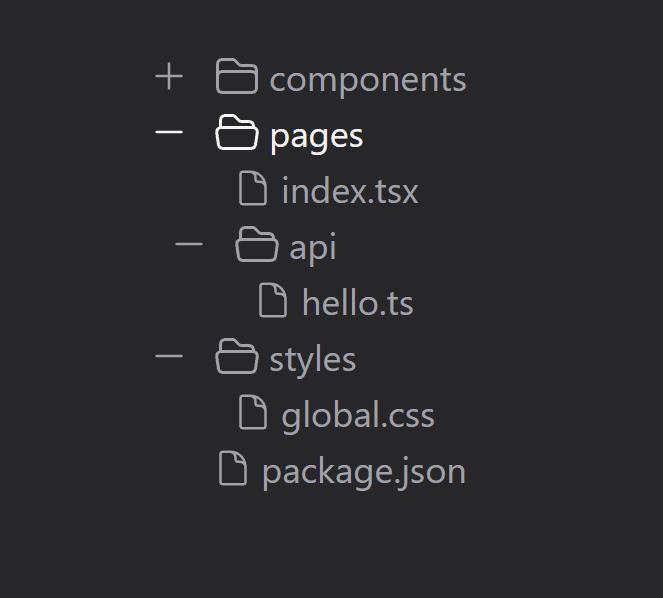 components
pages
index.tsx
api
hello.ts
styles
global.css
package.json